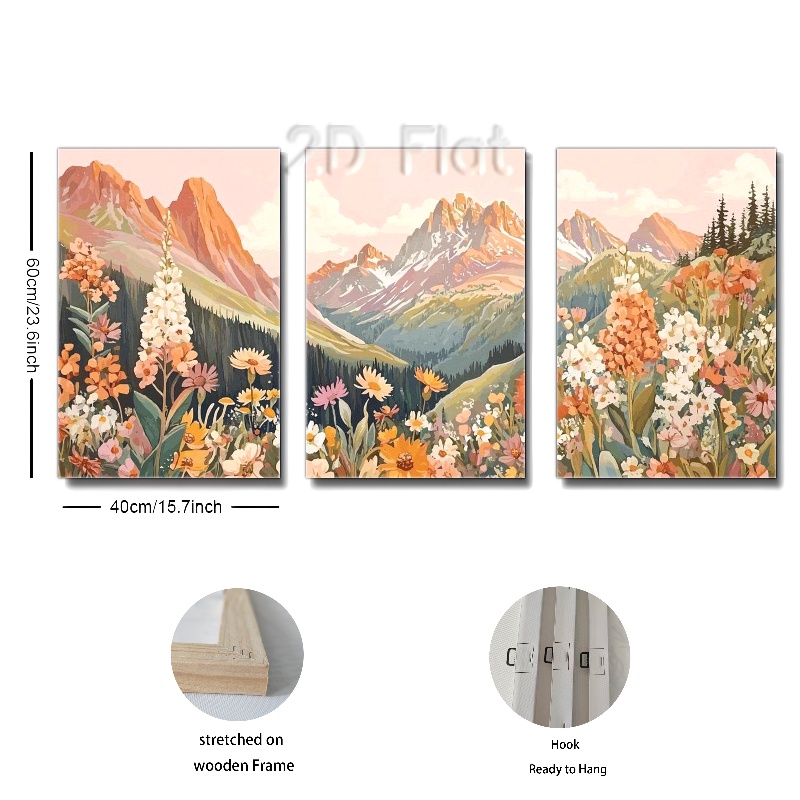 2D Flat
60cm/23.6inch
40cm/15.7inch
stretched on
wooden Frame
Hook
Ready to Hang